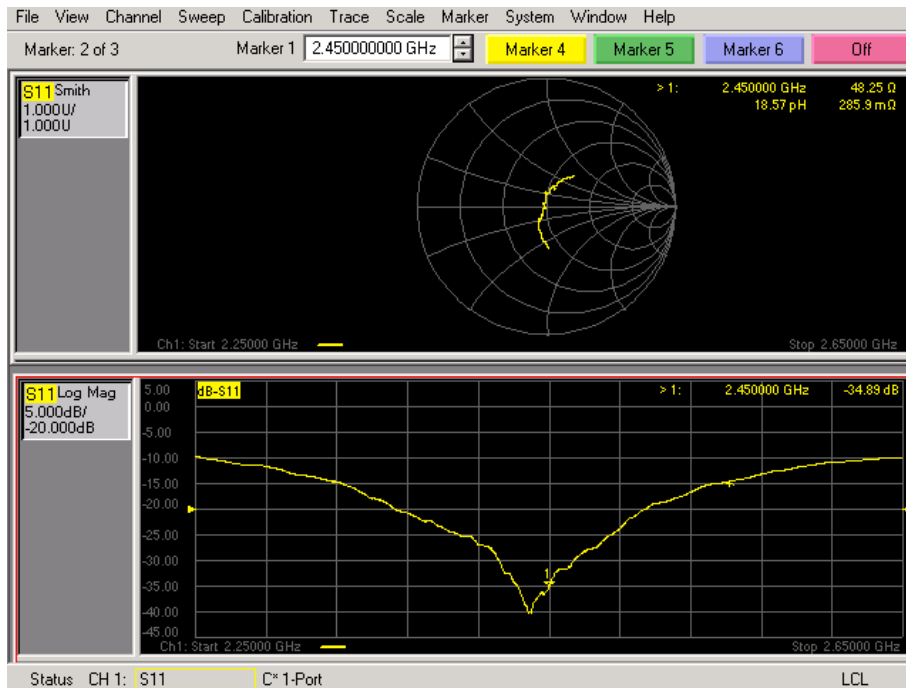 File View Channel Sweep Calibration Trace Scale Marker System Window Help
Marker: 2 of 3 Marker 1 2.450000000 GHz Marker 4 Marker 5 Marker 6 Off
S11 Smith
1.000U/
1.000U
> 1: 2.450000 GHz 48.25 Ω
18.57 pH 285.9 mΩ
Ch1: Start 2.25000 GHz Stop 2.65000 GHz
S11 Log Mag
5.000dB/
-20.000dB
5.00 dB-S11 > 1: 2.450000 GHz -34.89 dB
0.00
-5.00
-10.00
-15.00
-20.00
-25.00
-30.00
1
-35.00
-40.00
-45.00
Ch1: Start 2.25000 GHz Stop 2.65000 GHz
Status CH 1: S11 C* 1-Port LCL